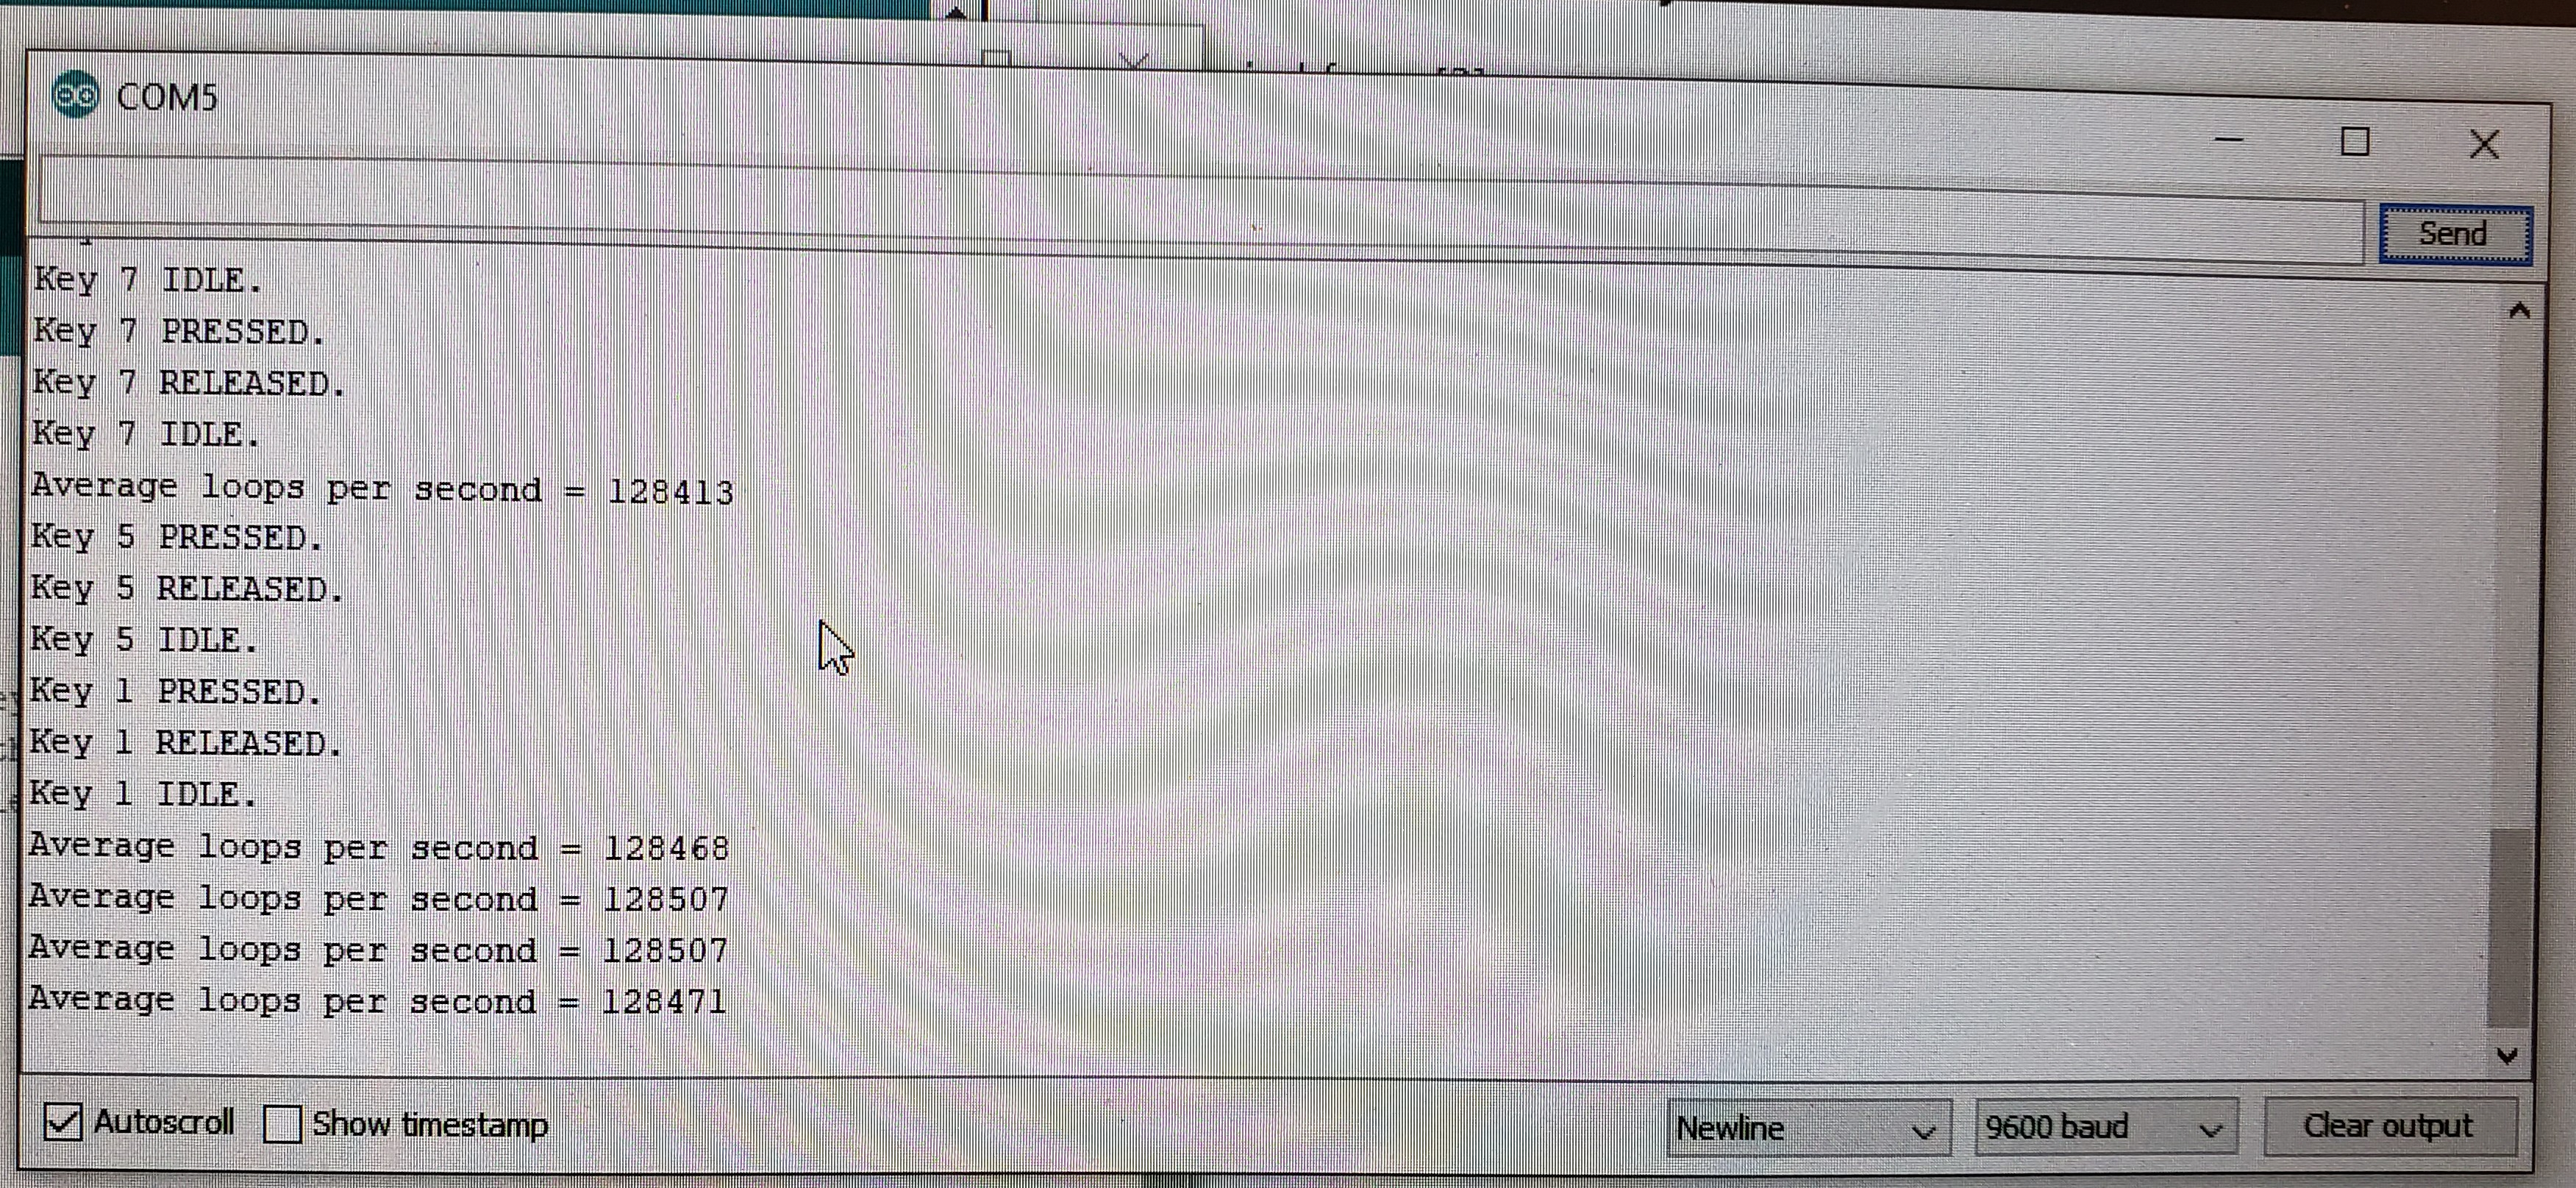 COM5
Send
Key 7 IDLE.
Key 7 PRESSED.
Key 7 RELEASED.
Key 7 IDLE.
Average loops per second = 128413
Key 5 PRESSED.
Key 5 RELEASED.
Key 5 IDLE.
Key 1 PRESSED.
Key 1 RELEASED.
Key 1 IDLE.
Average loops per second = 128468
Average loops per second = 128507
Average loops per second = 128507
Average loops per second = 128471
Autoscroll Show timestamp Newline 9600 baud Clear output